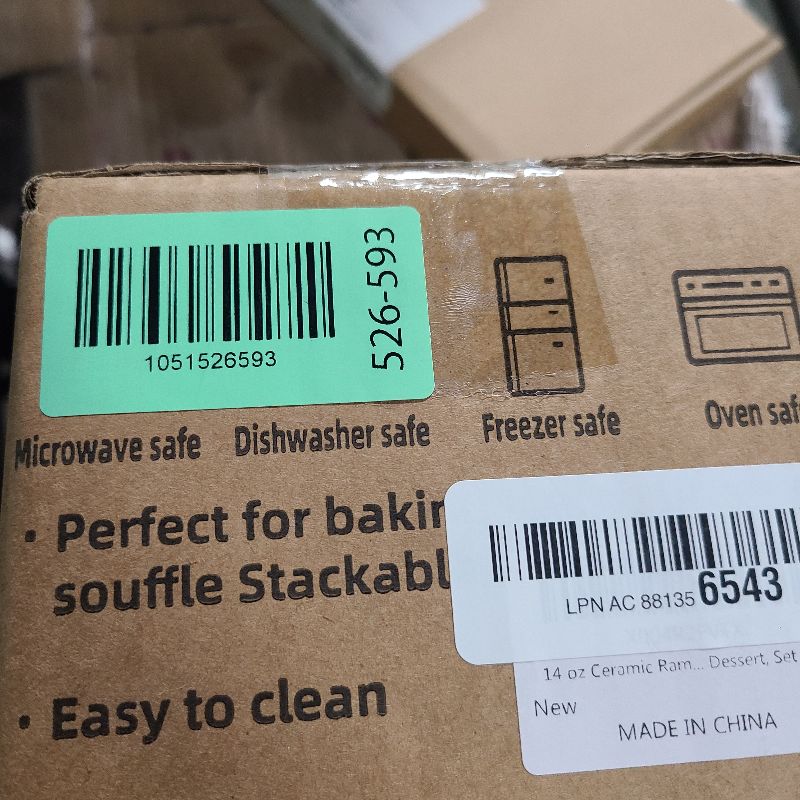 1051526593
526-593
Microwave safe Dishwasher safe Freezer safe Oven saf
· Perfect for bakin
souffle Stackabl
LPN AC 88135 6543
14 oz Ceramic Ram... Dessert, Set
New
MADE IN CHINA
· Easy to clean